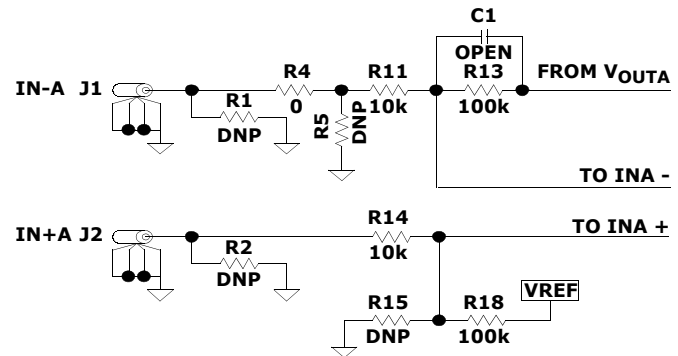 C1
OPEN
IN-A J1
R4
0
R11
10k
R13
100k
FROM VOUTA
R1
DNP
R5
DNP
TO INA -
IN+A J2
R14
10k
TO INA +
R2
DNP
R15
DNP
R18
100k
VREF